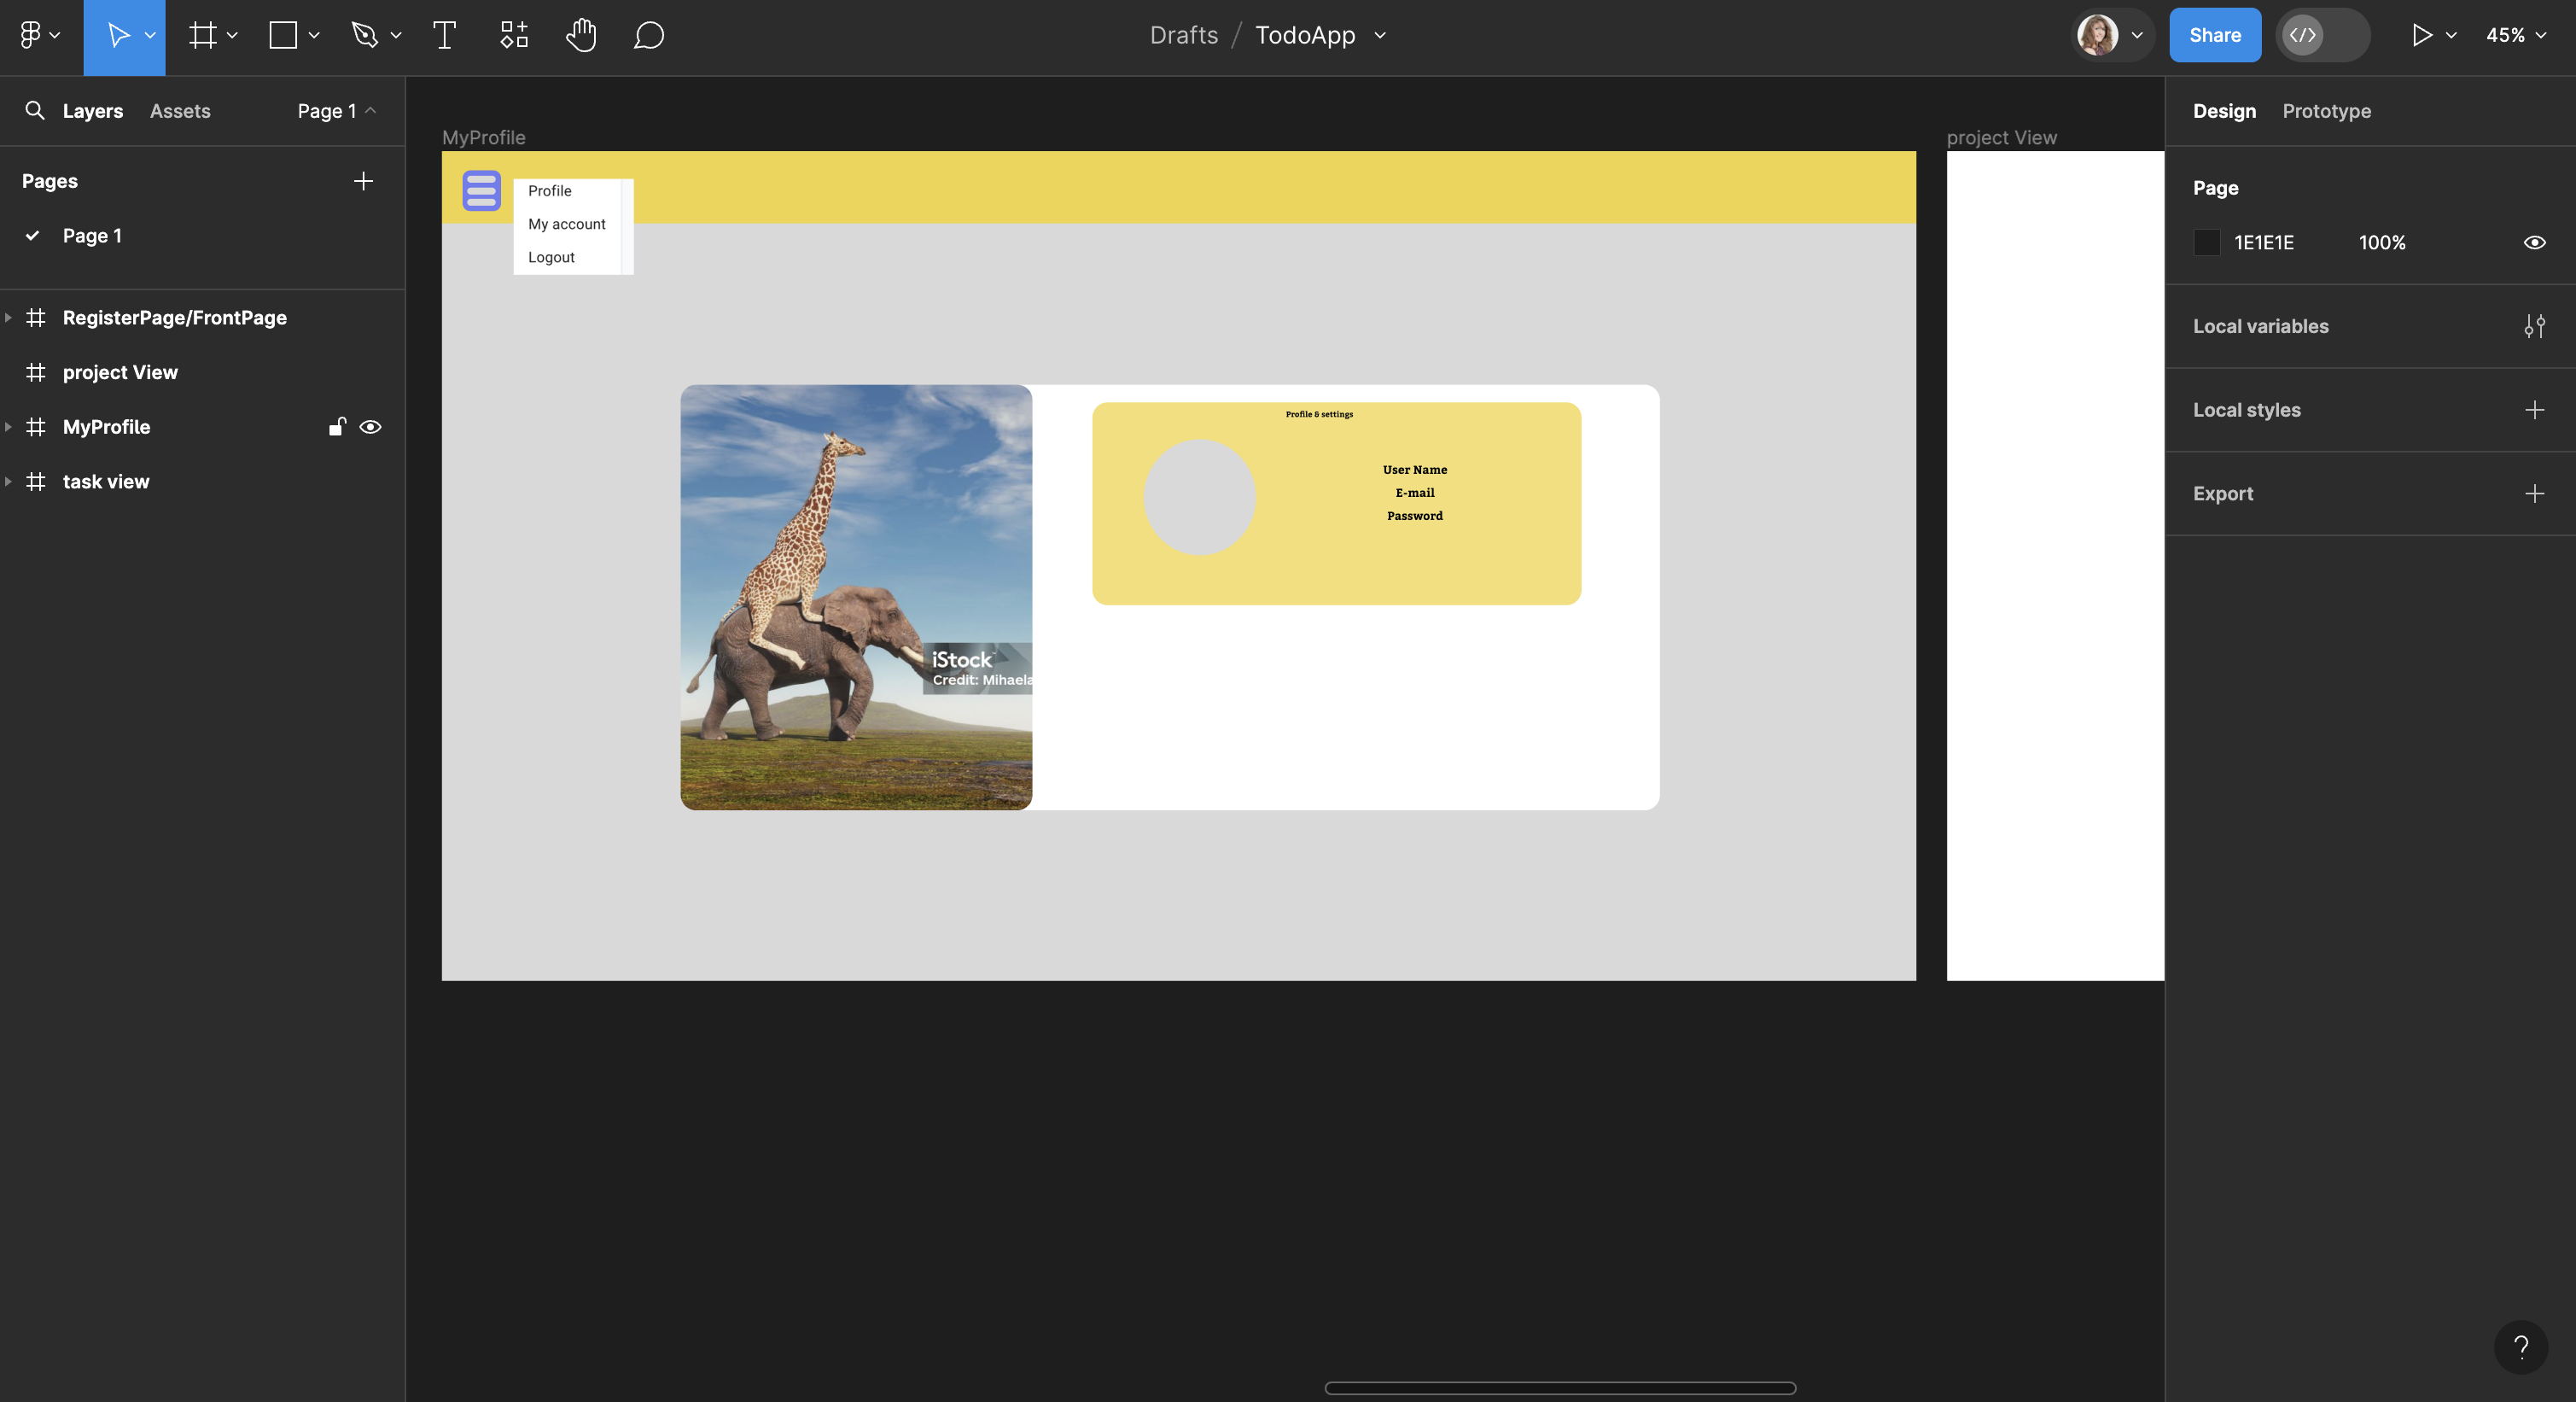 Drafts / TodoApp
Share
45%
Layers Assets Page 1
Pages
Page 1
RegisterPage/FrontPage
project View
MyProfile
task view
MyProfile
Profile
My account
Logout
Profile & settings
User Name
E-mail
Password
iStock™
Credit: Mihaela
project View
Design Prototype
Page
1E1E1E 100%
Local variables
Local styles
Export
?